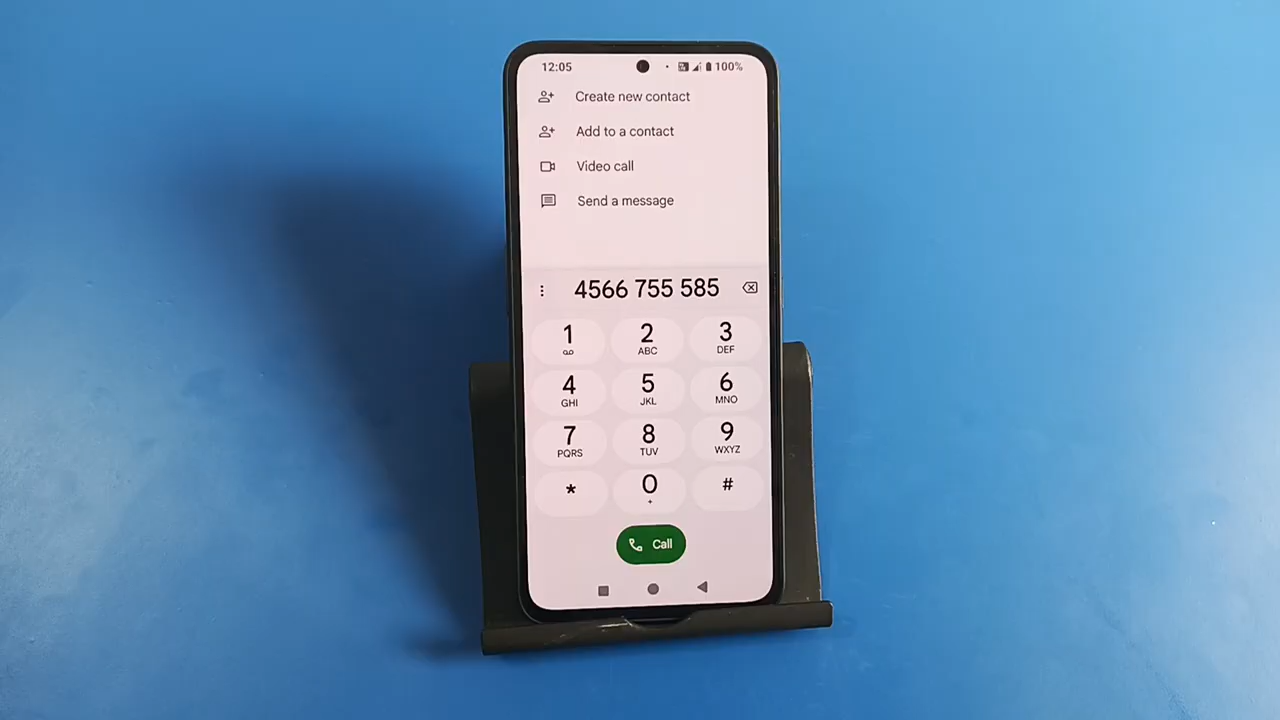 12:05 100%
Create new contact
Add to a contact
Video call
Send a message
4566 755 585
1 2 3
ABC DEF
4 5 6
GHI JKL MNO
7 8 9
PQRS TUV WXYZ
* 0 #
+
Call